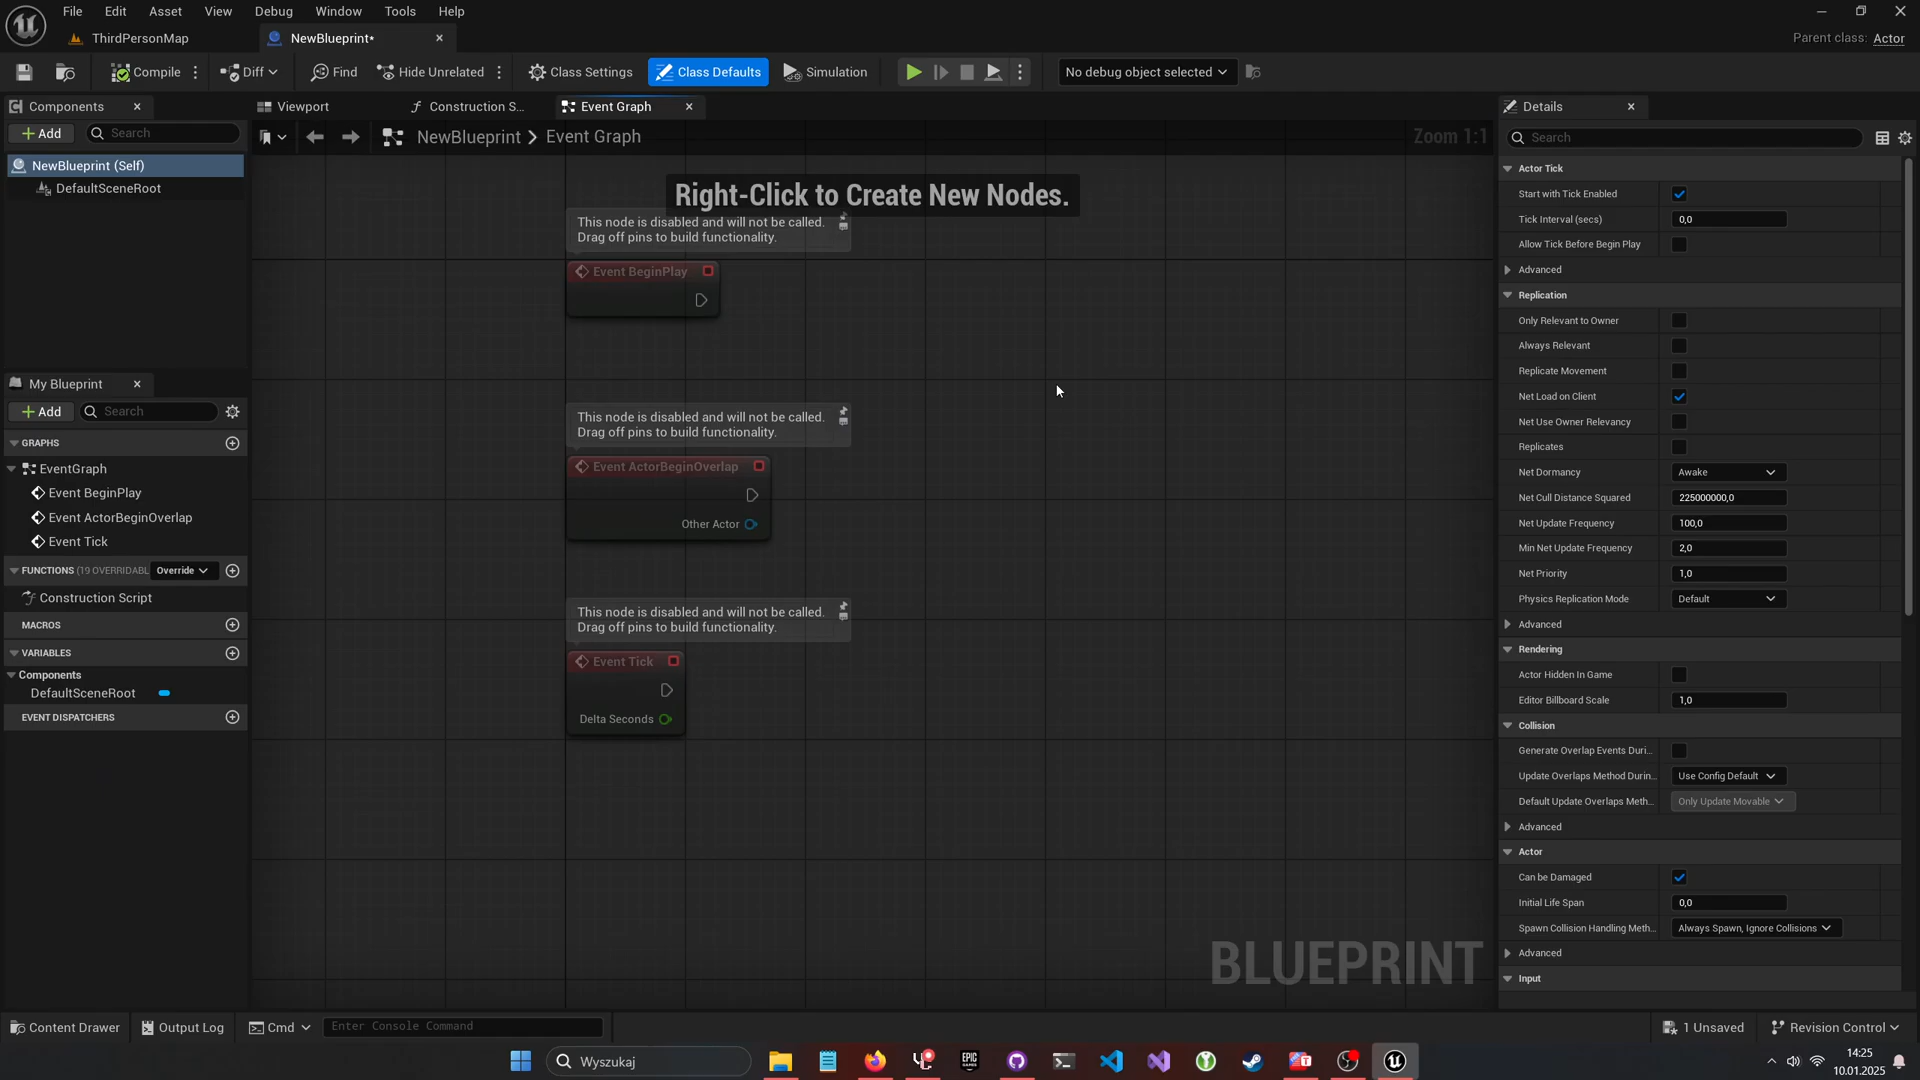 File Edit Asset View Debug Window Tools Help
ThirdPersonMap
NewBlueprint*
Parent class: Actor
Compile
Diff
Find
Hide Unrelated
Class Settings
Class Defaults
Simulation
No debug object selected
Components
Viewport
Construction S...
Event Graph
Details
Add
Search
NewBlueprint > Event Graph
Zoom 1:1
Search
NewBlueprint (Self)
DefaultSceneRoot
Right-Click to Create New Nodes.
This node is disabled and will not be called.
Drag off pins to build functionality.
Event BeginPlay
This node is disabled and will not be called.
Drag off pins to build functionality.
Event ActorBeginOverlap
Other Actor
This node is disabled and will not be called.
Drag off pins to build functionality.
Event Tick
Delta Seconds
BLUEPRINT
My Blueprint
Add
Search
GRAPHS
EventGraph
Event BeginPlay
Event ActorBeginOverlap
Event Tick
FUNCTIONS (19 OVERRIDABL Override
Construction Script
MACROS
VARIABLES
Components
DefaultSceneRoot
EVENT DISPATCHERS
Actor Tick
Start with Tick Enabled
Tick Interval (secs) 0,0
Allow Tick Before Begin Play
Advanced
Replication
Only Relevant to Owner
Always Relevant
Replicate Movement
Net Load on Client
Net Use Owner Relevancy
Replicates
Net Dormancy Awake
Net Cull Distance Squared 225000000,0
Net Update Frequency 100,0
Min Net Update Frequency 2,0
Net Priority 1,0
Physics Replication Mode Default
Advanced
Rendering
Actor Hidden In Game
Editor Billboard Scale 1,0
Collision
Generate Overlap Events Duri...
Update Overlaps Method Durin... Use Config Default
Default Update Overlaps Meth... Only Update Movable
Advanced
Actor
Can be Damaged
Initial Life Span 0,0
Spawn Collision Handling Meth... Always Spawn, Ignore Collisions
Advanced
Input
Content Drawer
Output Log
Cmd
Enter Console Command
1 Unsaved
Revision Control
Wyszukaj
EPIC GAMES
14:25
10.01.2025